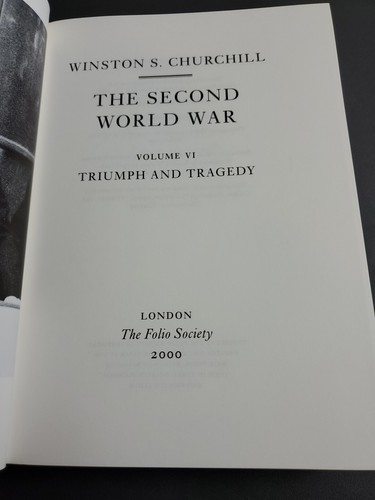 WINSTON S. CHURCHILL
THE SECOND
WORLD WAR
VOLUME VI
TRIUMPH AND TRAGEDY
LONDON
The Folio Society
2000